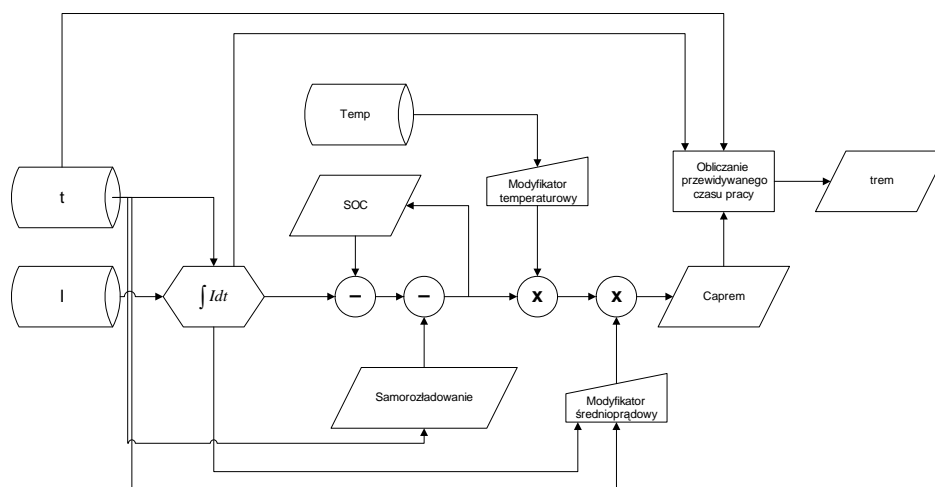 Temp
t
Modyfikator
temperaturowy
Obliczanie
przewidywanego
czasu pracy
trem
SOC
I
∫ Idt
−
−
x
x
Caprem
Samorozładowanie
Modyfikator
średnioprądowy